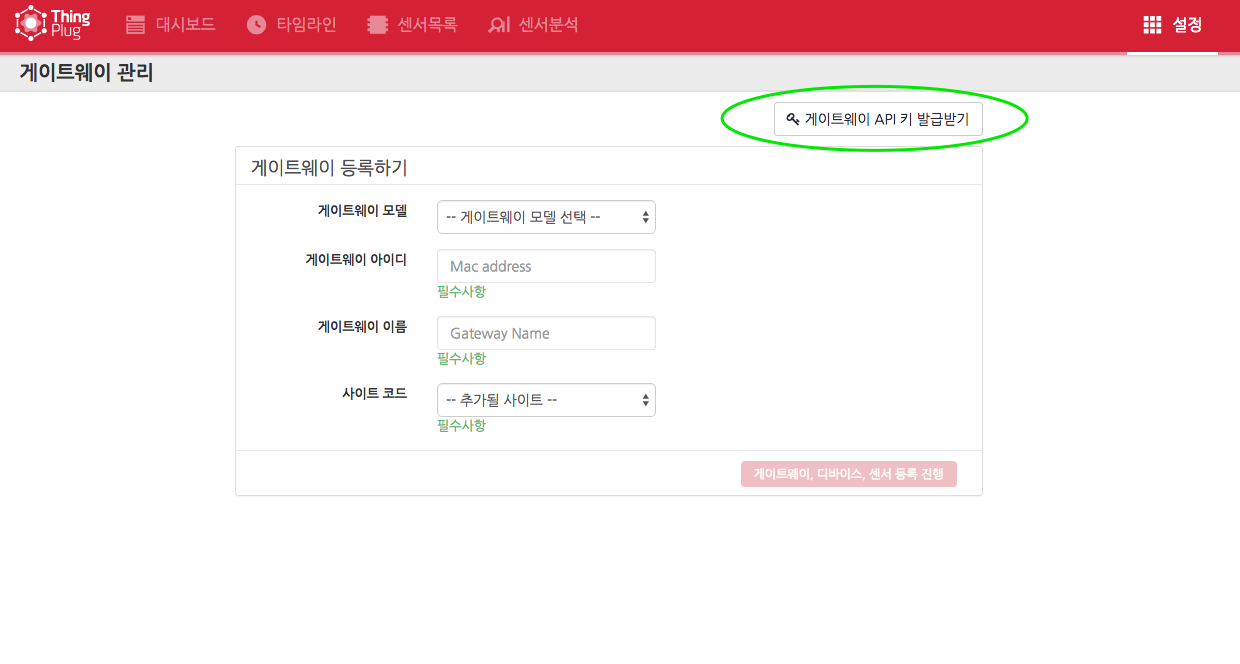 Thing Plug 대시보드 타임라인 센서목록 센서분석 설정
게이트웨이 관리
게이트웨이 API 키 발급받기
게이트웨이 등록하기
게이트웨이 모델 -- 게이트웨이 모델 선택 --
게이트웨이 아이디 Mac address
필수사항
게이트웨이 이름 Gateway Name
필수사항
사이트 코드 -- 추가될 사이트 --
필수사항
게이트웨이, 디바이스, 센서 등록 진행